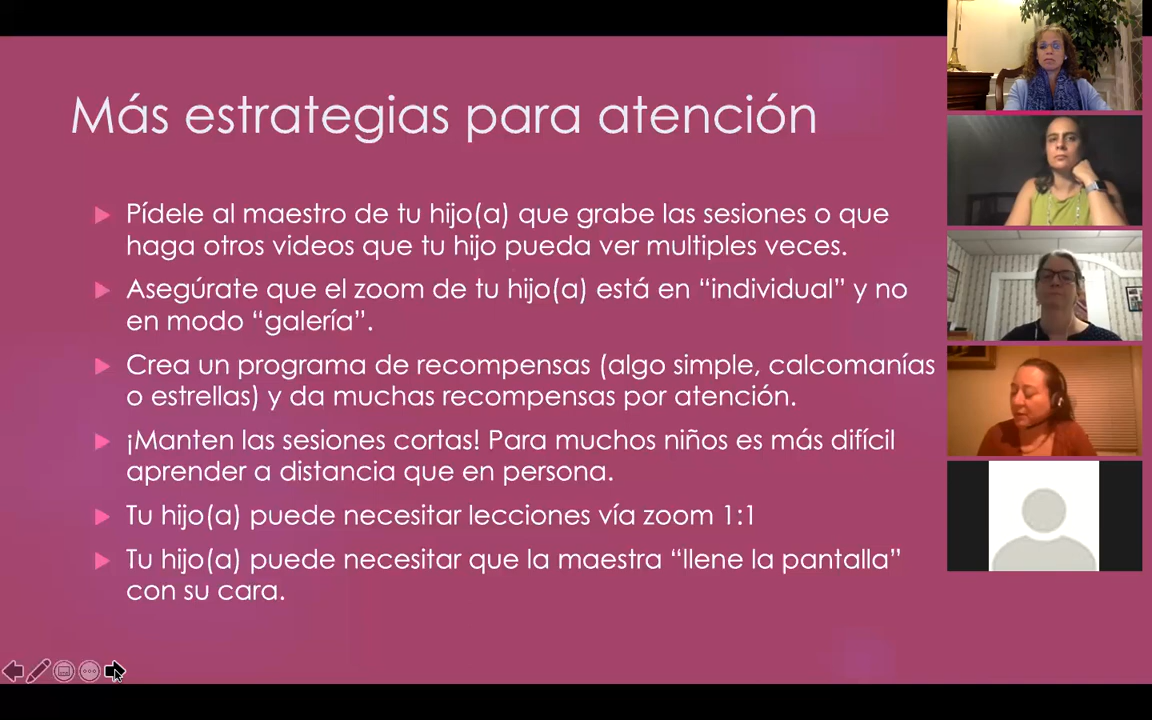 Más estrategias para atención
Pídele al maestro de tu hijo(a) que grabe las sesiones o que
haga otros videos que tu hijo pueda ver multiples veces.
Asegúrate que el zoom de tu hijo(a) está en “individual” y no
en modo “galería”.
Crea un programa de recompensas (algo simple, calcomanías
o estrellas) y da muchas recompensas por atención.
¡Manten las sesiones cortas! Para muchos niños es más difícil
aprender a distancia que en persona.
Tu hijo(a) puede necesitar lecciones vía zoom 1:1
Tu hijo(a) puede necesitar que la maestra “llene la pantalla”
con su cara.